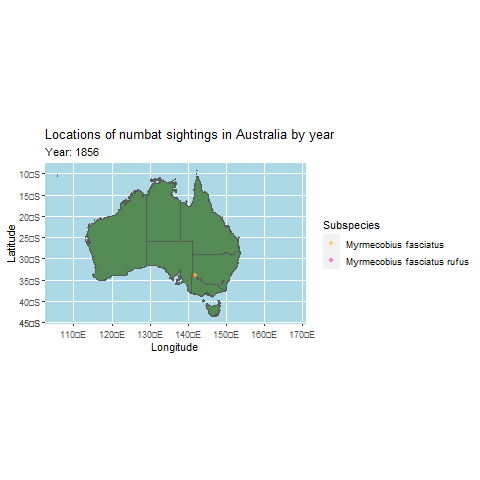 Locations of numbat sightings in Australia by year
Year: 1856
10▯S
15▯S
20▯S
25▯S
30▯S
35▯S
40▯S
45▯S
Latitude
110▯E 120▯E 130▯E 140▯E 150▯E 160▯E 170▯E
Longitude
Subspecies
Myrmecobius fasciatus
Myrmecobius fasciatus rufus